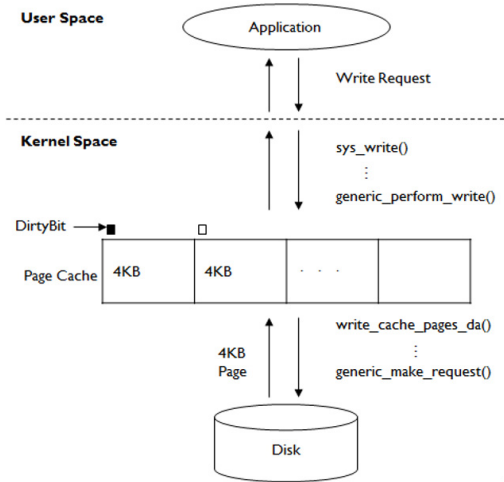 User Space
Application
Write Request
Kernel Space
sys_write()
⋮
generic_perform_write()
DirtyBit
Page Cache
4KB
4KB
. . .
write_cache_pages_da()
⋮
4KB
Page
generic_make_request()
Disk